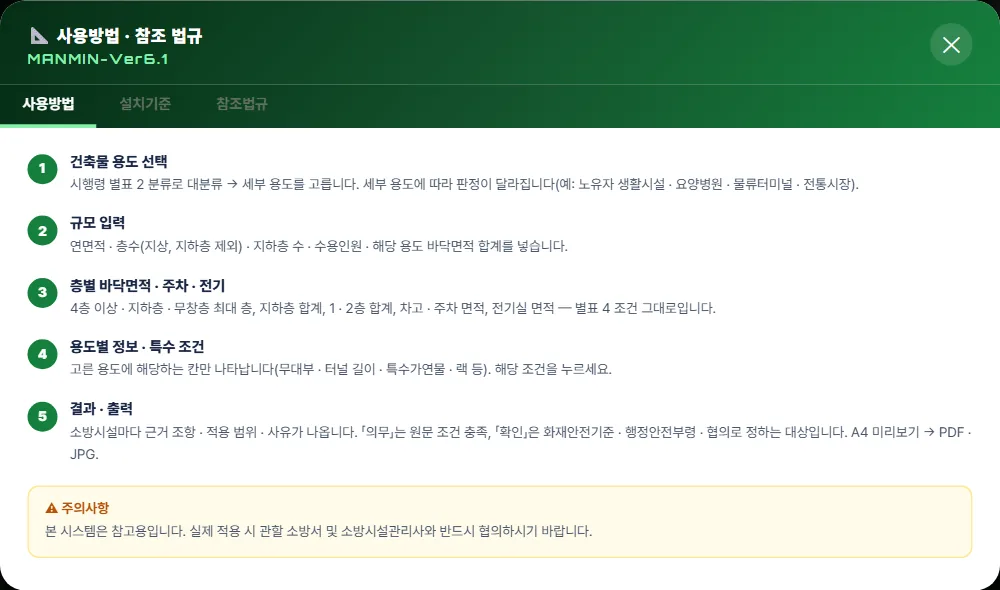 사용방법 · 참조 법규
MANMIN-Ver6.1
사용방법 설치기준 참조법규
1 건축물 용도 선택
시행령 별표 2 분류로 대분류 → 세부 용도를 고릅니다. 세부 용도에 따라 판정이 달라집니다(예: 노유자 생활시설 · 요양병원 · 물류터미널 · 전통시장).
2 규모 입력
연면적 · 층수(지상, 지하층 제외) · 지하층 수 · 수용인원 · 해당 용도 바닥면적 합계를 넣습니다.
3 층별 바닥면적 · 주차 · 전기
4층 이상 · 지하층 · 무창층 최대 층, 지하층 합계, 1 · 2층 합계, 차고 · 주차 면적, 전기실 면적 — 별표 4 조건 그대로입니다.
4 용도별 정보 · 특수 조건
고른 용도에 해당하는 칸만 나타납니다(무대부 · 터널 길이 · 특수가연물 · 랙 등). 해당 조건을 누르세요.
5 결과 · 출력
소방시설마다 근거 조항 · 적용 범위 · 사유가 나옵니다. 「의무」는 원문 조건 충족, 「확인」은 화재안전기준 · 행정안전부령 · 협의로 정하는 대상입니다. A4 미리보기 → PDF ·
JPG.
⚠ 주의사항
본 시스템은 참고용입니다. 실제 적용 시 관할 소방서 및 소방시설관리사와 반드시 협의하시기 바랍니다.